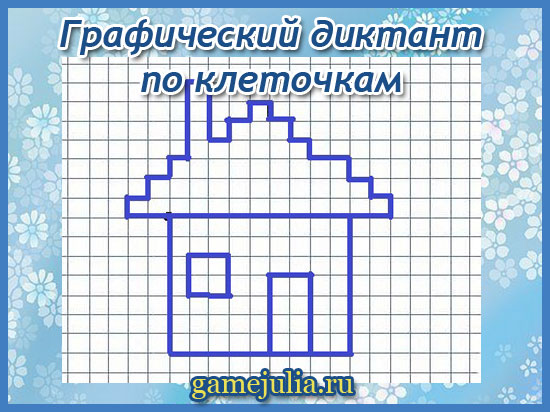 Графический диктант
по клеточкам
gamejulia.ru